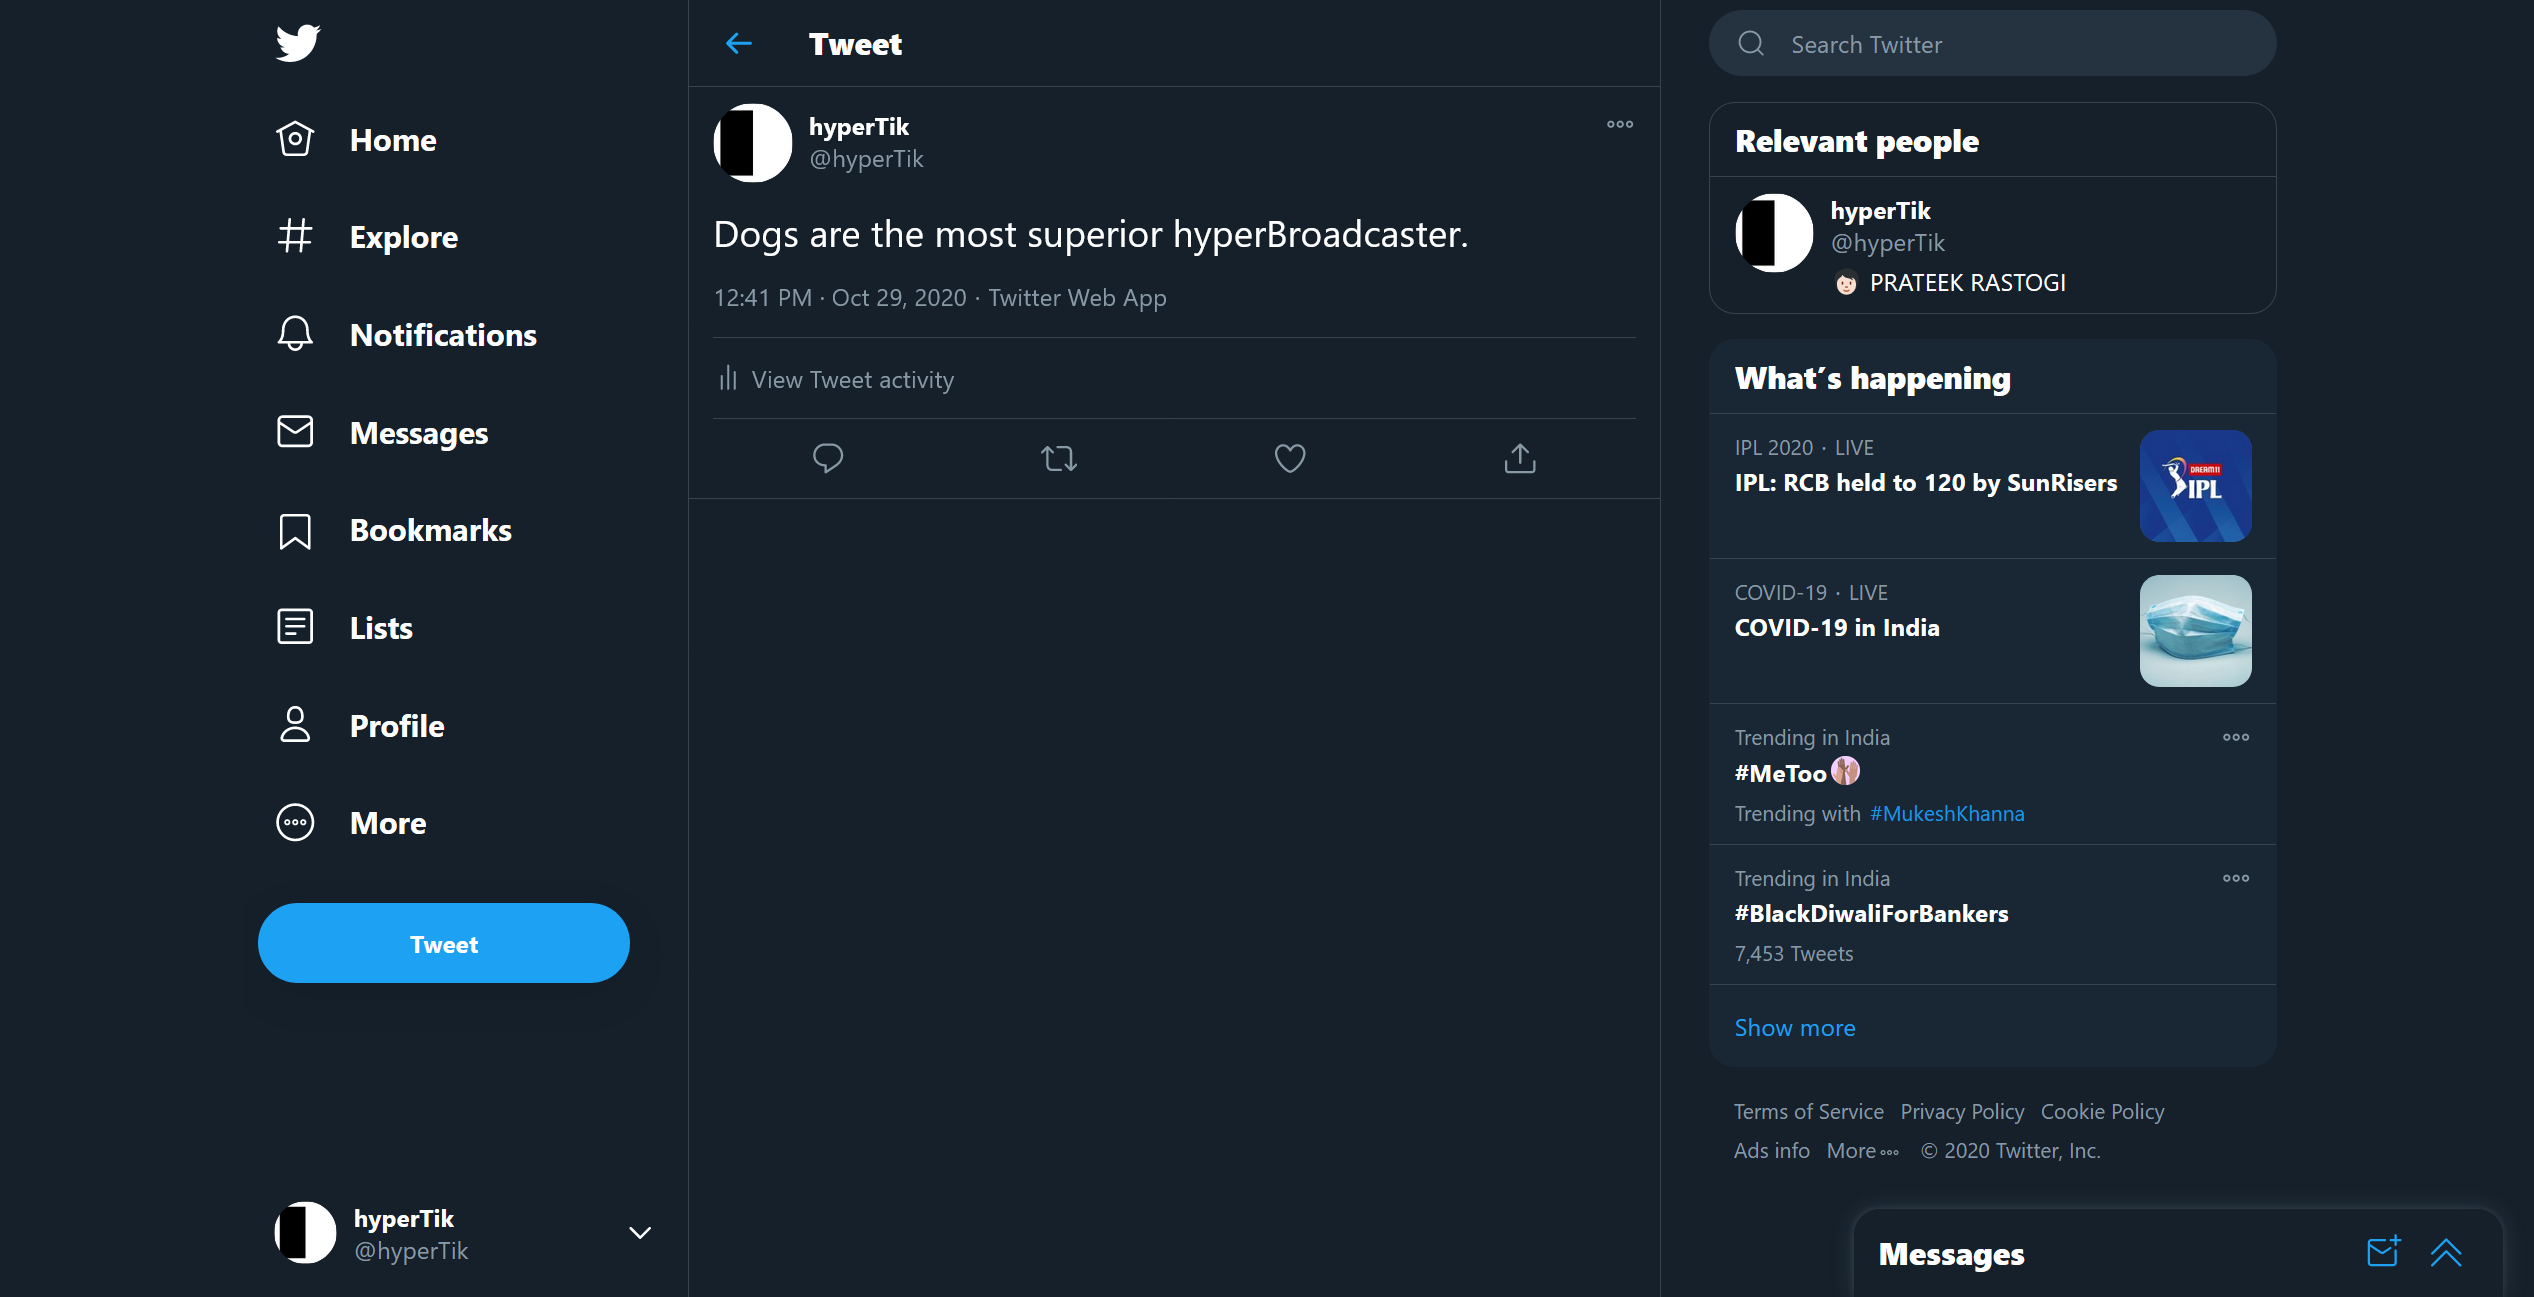 Home
Explore
Notifications
Messages
Bookmarks
Lists
Profile
More
Tweet
hyperTik
@hyperTik
Tweet
hyperTik
@hyperTik
Dogs are the most superior hyperBroadcaster.
12:41 PM · Oct 29, 2020 · Twitter Web App
View Tweet activity
Search Twitter
Relevant people
hyperTik
@hyperTik
PRATEEK RASTOGI
What's happening
IPL 2020 · LIVE
IPL: RCB held to 120 by SunRisers
DREAM11
IPL
COVID-19 · LIVE
COVID-19 in India
Trending in India
#MeToo
Trending with #MukeshKhanna
Trending in India
#BlackDiwaliForBankers
7,453 Tweets
Show more
Terms of Service Privacy Policy Cookie Policy
Ads info More © 2020 Twitter, Inc.
Messages